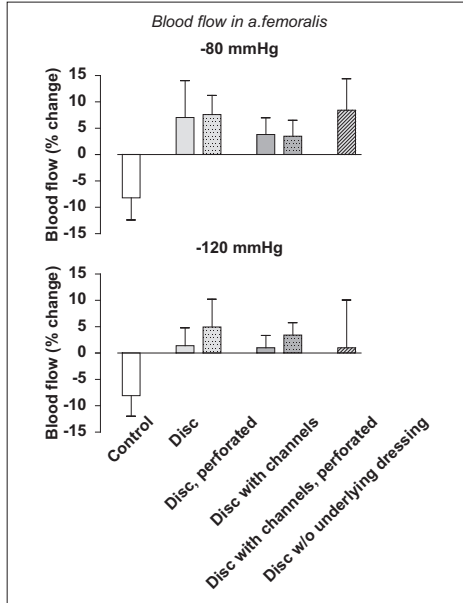 Blood flow in a.femoralis
-80 mmHg
Blood flow (% change)
15
10
5
0
-5
-10
-15
-120 mmHg
Blood flow (% change)
15
10
5
0
-5
-10
-15
Control
Disc
Disc, perforated
Disc with channels
Disc with channels, perforated
Disc w/o underlying dressing